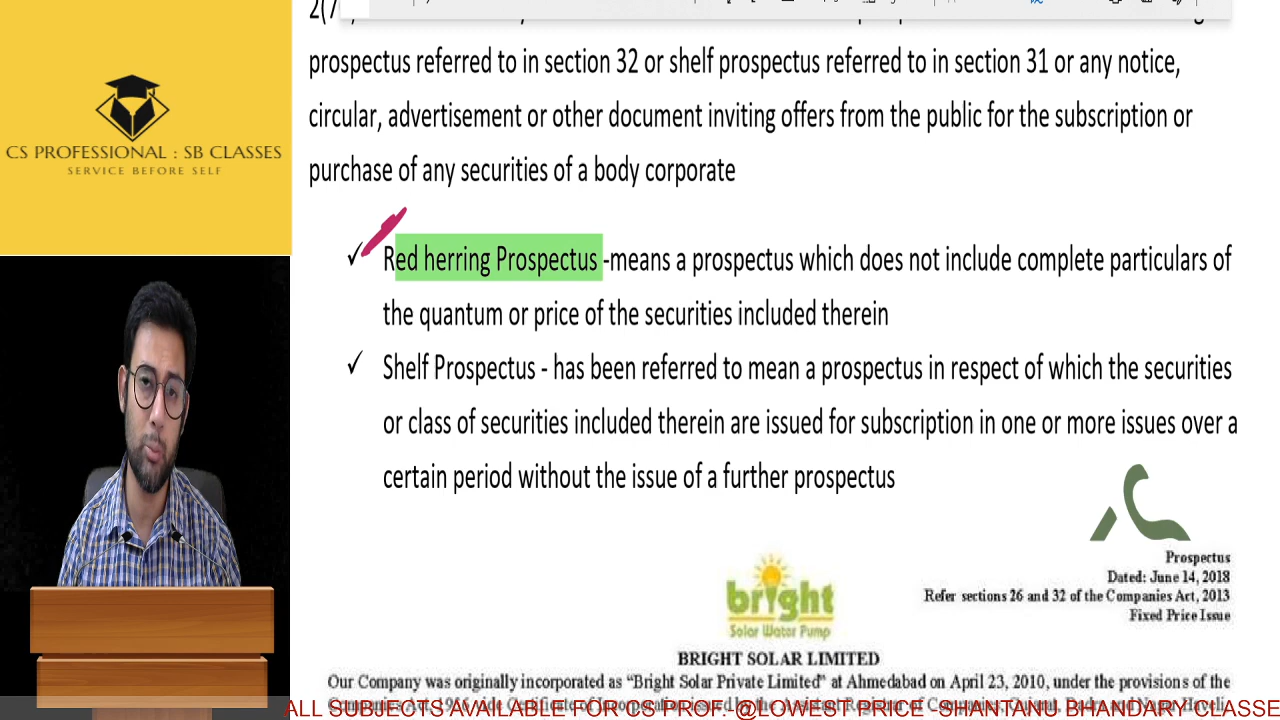 CS PROFESSIONAL : SB CLASSES
SERVICE BEFORE SELF
prospectus referred to in section 32 or shelf prospectus referred to in section 31 or any notice,
circular, advertisement or other document inviting offers from the public for the subscription or
purchase of any securities of a body corporate
✓ Red herring Prospectus -means a prospectus which does not include complete particulars of
the quantum or price of the securities included therein
✓ Shelf Prospectus - has been referred to mean a prospectus in respect of which the securities
or class of securities included therein are issued for subscription in one or more issues over a
certain period without the issue of a further prospectus
Prospectus
Dated: June 14, 2018
Refer sections 26 and 32 of the Companies Act, 2013
Fixed Price Issue
bright
Solar Water Pump
BRIGHT SOLAR LIMITED
Our Company was originally incorporated as “Bright Solar Private Limited” at Ahmedabad on April 23, 2010, under the provisions of the
ALL SUBJECTS AVAILABLE FOR CS PROF. @LOWEST PRICE -SHANTANU BHANDARY CLASSE